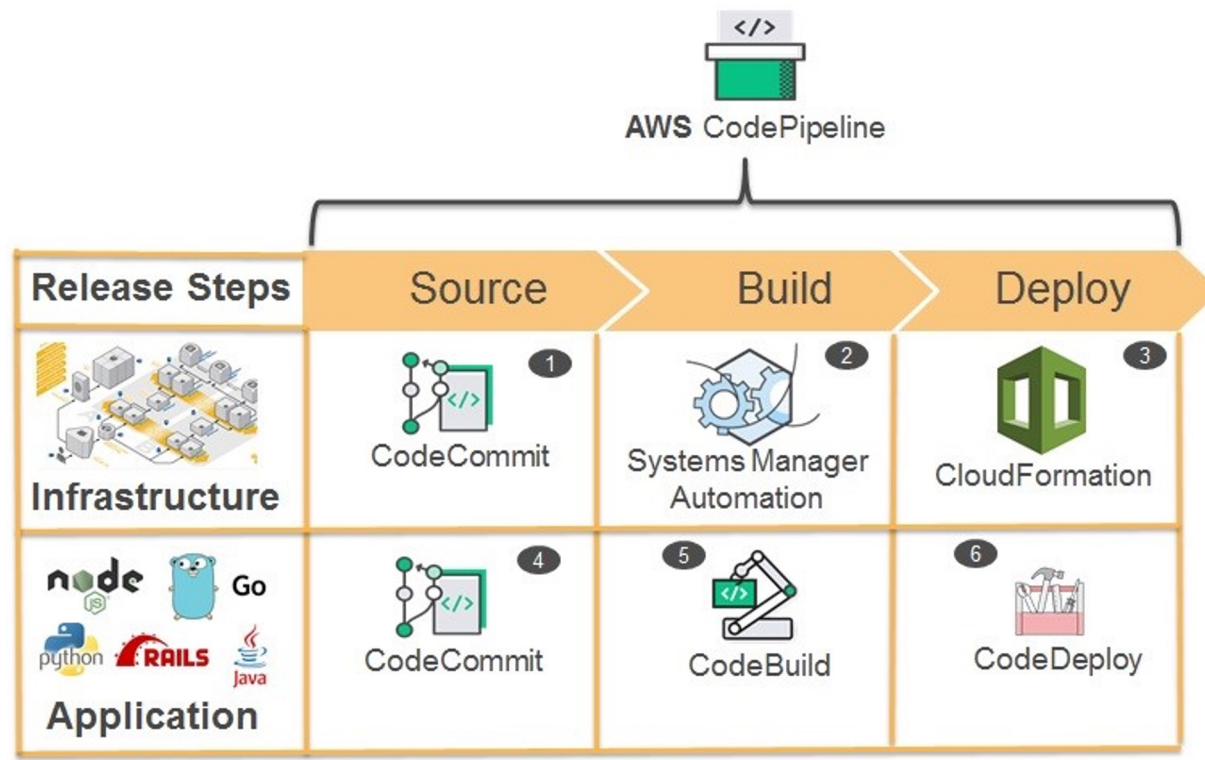 </>
AWS CodePipeline
Release Steps
Source
Build
Deploy
1
2
3
</>
CodeCommit
Systems Manager
Automation
CloudFormation
Infrastructure
4
5
6
node
JS
Go
</>
</>
python
RAILS
Java
CodeCommit
CodeBuild
CodeDeploy
Application